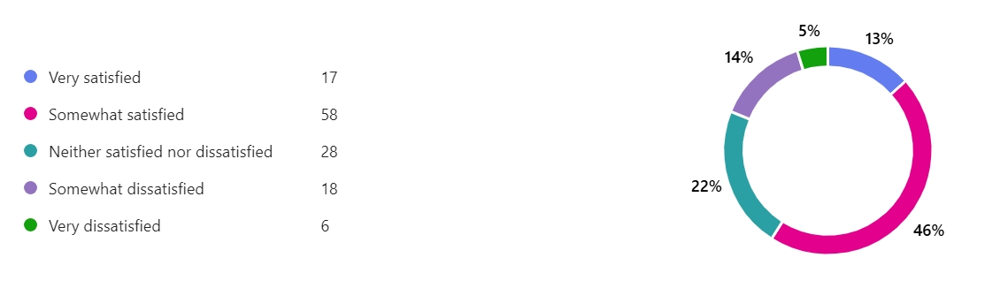 Very satisfied 17
Somewhat satisfied 58
Neither satisfied nor dissatisfied 28
Somewhat dissatisfied 18
Very dissatisfied 6
5%
13%
14%
22%
46%